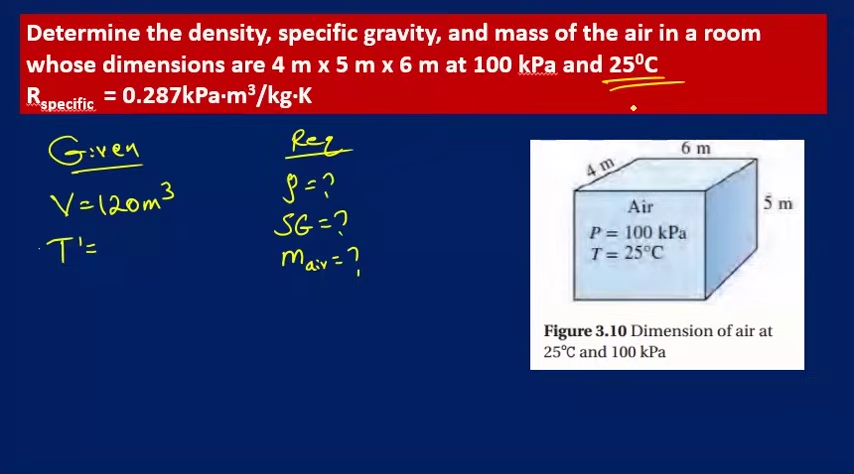 Determine the density, specific gravity, and mass of the air in a room
whose dimensions are 4 m x 5 m x 6 m at 100 kPa and 25⁰C
Rspecific = 0.287kPa·m³/kg·K
Given
V=120m³
T=
Req
ρ=?
SG=?
mair=?
6 m
4 m
5 m
Air
P = 100 kPa
T = 25°C
Figure 3.10 Dimension of air at
25°C and 100 kPa